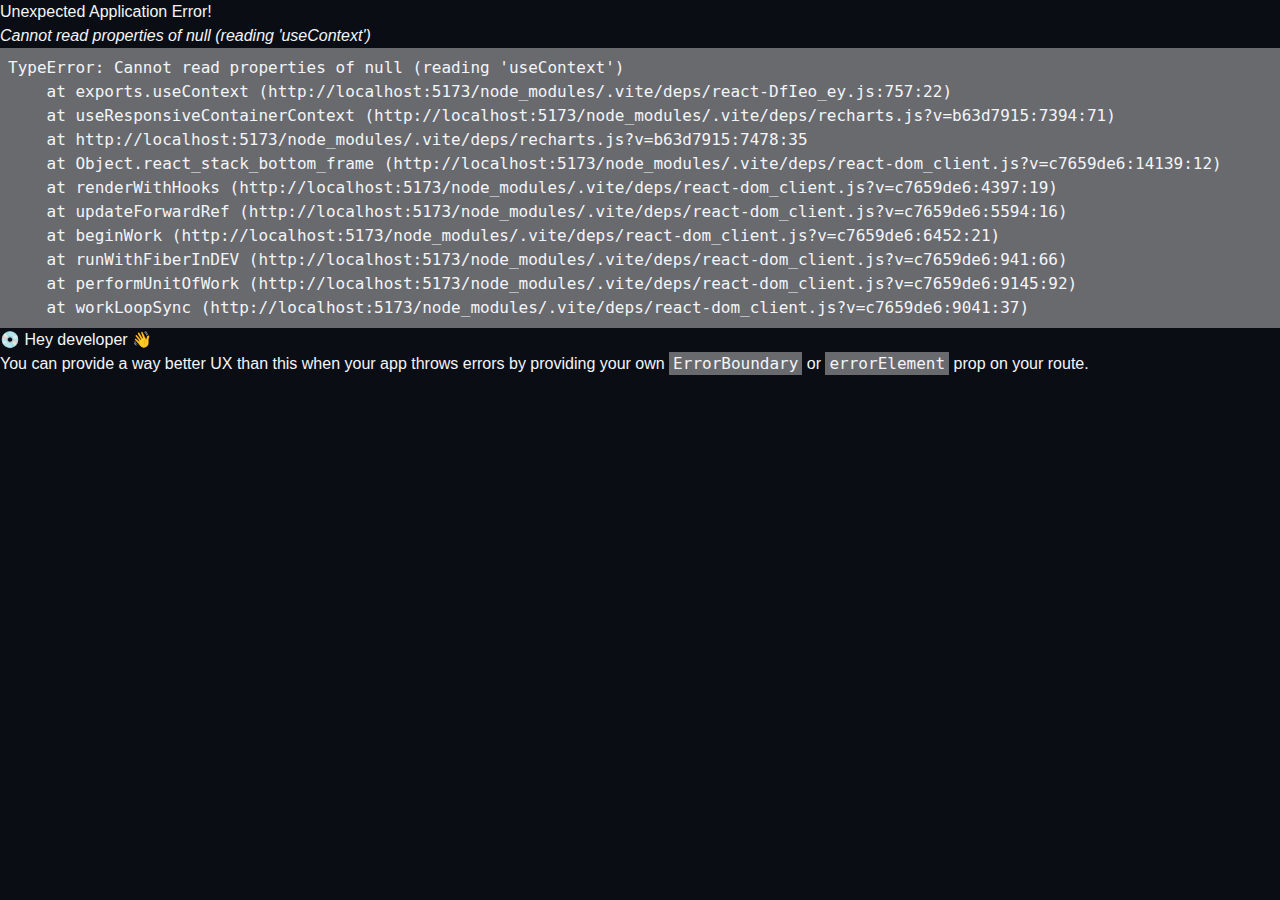 Unexpected Application Error!
Cannot read properties of null (reading 'useContext')
TypeError: Cannot read properties of null (reading 'useContext')
    at exports.useContext (http://localhost:5173/node_modules/.vite/deps/react-DfIeo_ey.js:757:22)
    at useResponsiveContainerContext (http://localhost:5173/node_modules/.vite/deps/recharts.js?v=b63d7915:7394:71)
    at http://localhost:5173/node_modules/.vite/deps/recharts.js?v=b63d7915:7478:35
    at Object.react_stack_bottom_frame (http://localhost:5173/node_modules/.vite/deps/react-dom_client.js?v=c7659de6:14139:12)
    at renderWithHooks (http://localhost:5173/node_modules/.vite/deps/react-dom_client.js?v=c7659de6:4397:19)
    at updateForwardRef (http://localhost:5173/node_modules/.vite/deps/react-dom_client.js?v=c7659de6:5594:16)
    at beginWork (http://localhost:5173/node_modules/.vite/deps/react-dom_client.js?v=c7659de6:6452:21)
    at runWithFiberInDEV (http://localhost:5173/node_modules/.vite/deps/react-dom_client.js?v=c7659de6:941:66)
    at performUnitOfWork (http://localhost:5173/node_modules/.vite/deps/react-dom_client.js?v=c7659de6:9145:92)
    at workLoopSync (http://localhost:5173/node_modules/.vite/deps/react-dom_client.js?v=c7659de6:9041:37)
💿 Hey developer 👋
You can provide a way better UX than this when your app throws errors by providing your own ErrorBoundary or errorElement prop on your route.